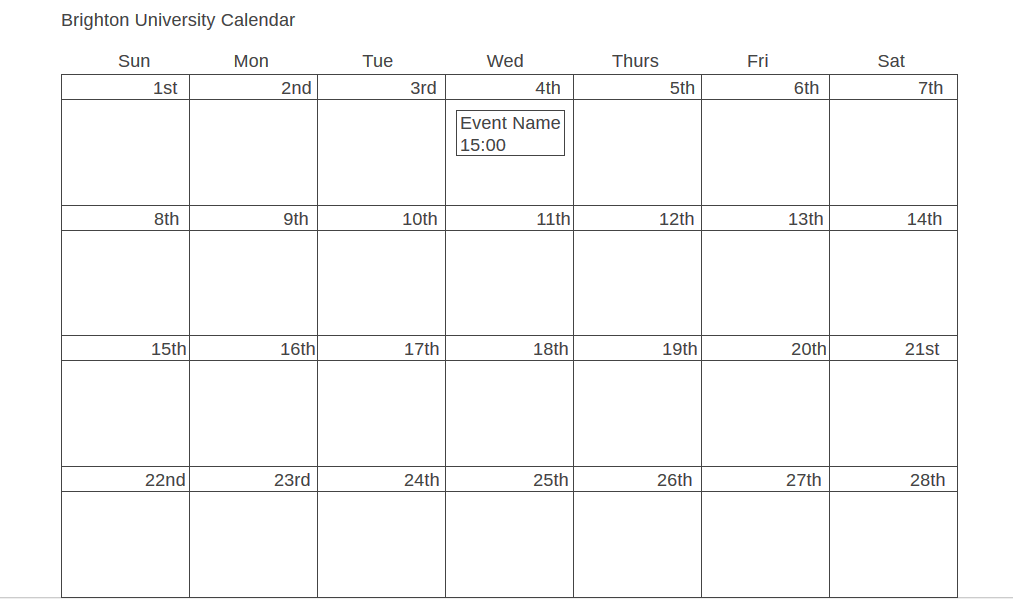 Brighton University Calendar
Sun Mon Tue Wed Thurs Fri Sat
1st 2nd 3rd 4th 5th 6th 7th
Event Name
15:00
8th 9th 10th 11th 12th 13th 14th
15th 16th 17th 18th 19th 20th 21st
22nd 23rd 24th 25th 26th 27th 28th